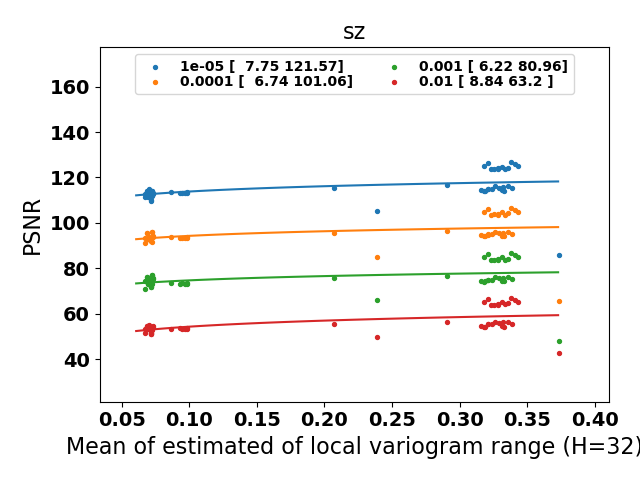 sz
1e-05 [  7.75 121.57]
0.0001 [  6.74 101.06]
0.001 [ 6.22 80.96]
0.01 [ 8.84 63.2 ]
PSNR
160
140
120
100
80
60
40
0.05 0.10 0.15 0.20 0.25 0.30 0.35 0.40
Mean of estimated of local variogram range (H=32)